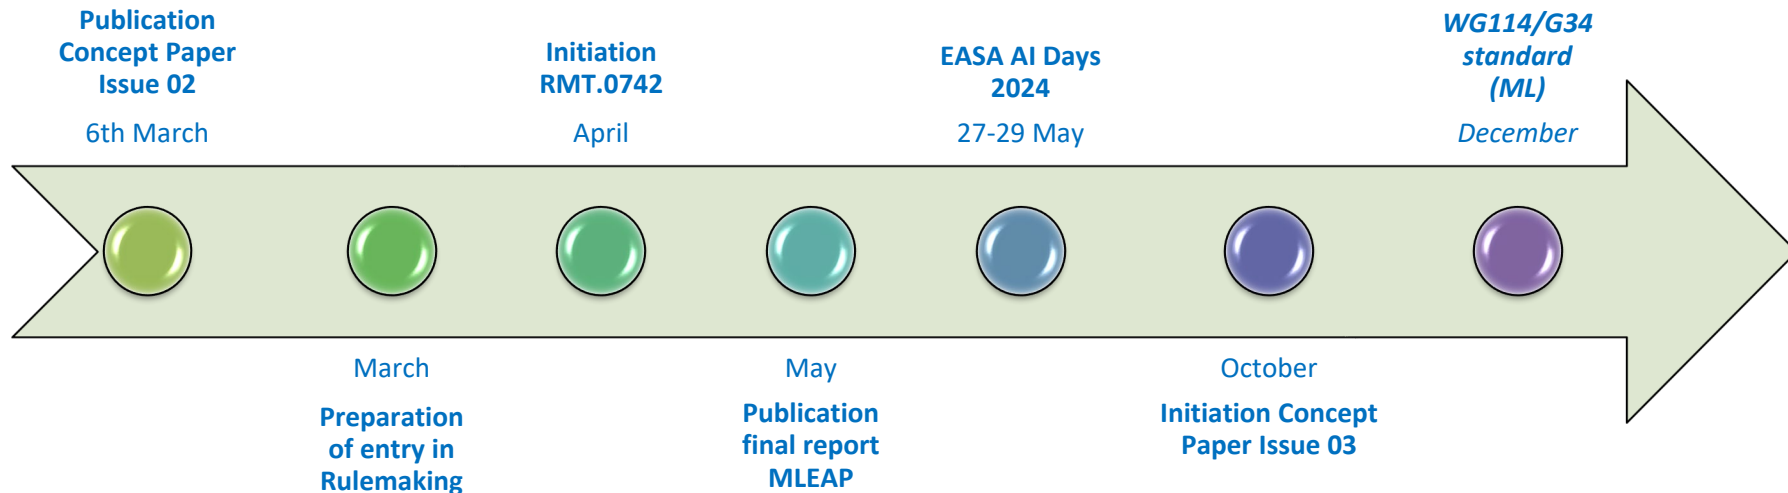 Publication
Concept Paper
Issue 02
6th March
Initiation
RMT.0742
April
EASA AI Days
2024
27-29 May
WG114/G34
standard
(ML)
December
March
Preparation
of entry in
Rulemaking
May
Publication
final report
MLEAP
October
Initiation Concept
Paper Issue 03